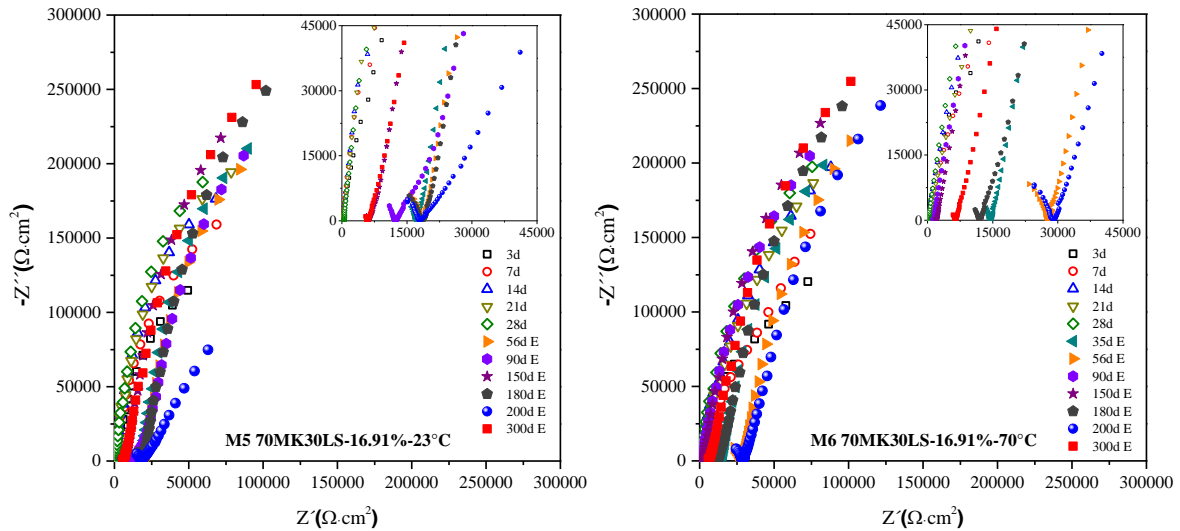 300000
250000
200000
150000
100000
50000
0
0 50000 100000 150000 200000 250000 300000
-Z´´(Ω·cm²)
Z´(Ω·cm²)
45000
30000
15000
0
0 15000 30000 45000
3d
7d
14d
21d
28d
56d E
90d E
150d E
180d E
200d E
300d E
M5 70MK30LS-16.91%-23°C
300000
250000
200000
150000
100000
50000
0
0 50000 100000 150000 200000 250000 300000
-Z´´(Ω·cm²)
Z´(Ω·cm²)
45000
30000
15000
0
0 15000 30000 45000
3d
7d
14d
21d
28d
35d E
56d E
90d E
150d E
180d E
200d E
300d E
M6 70MK30LS-16.91%-70°C